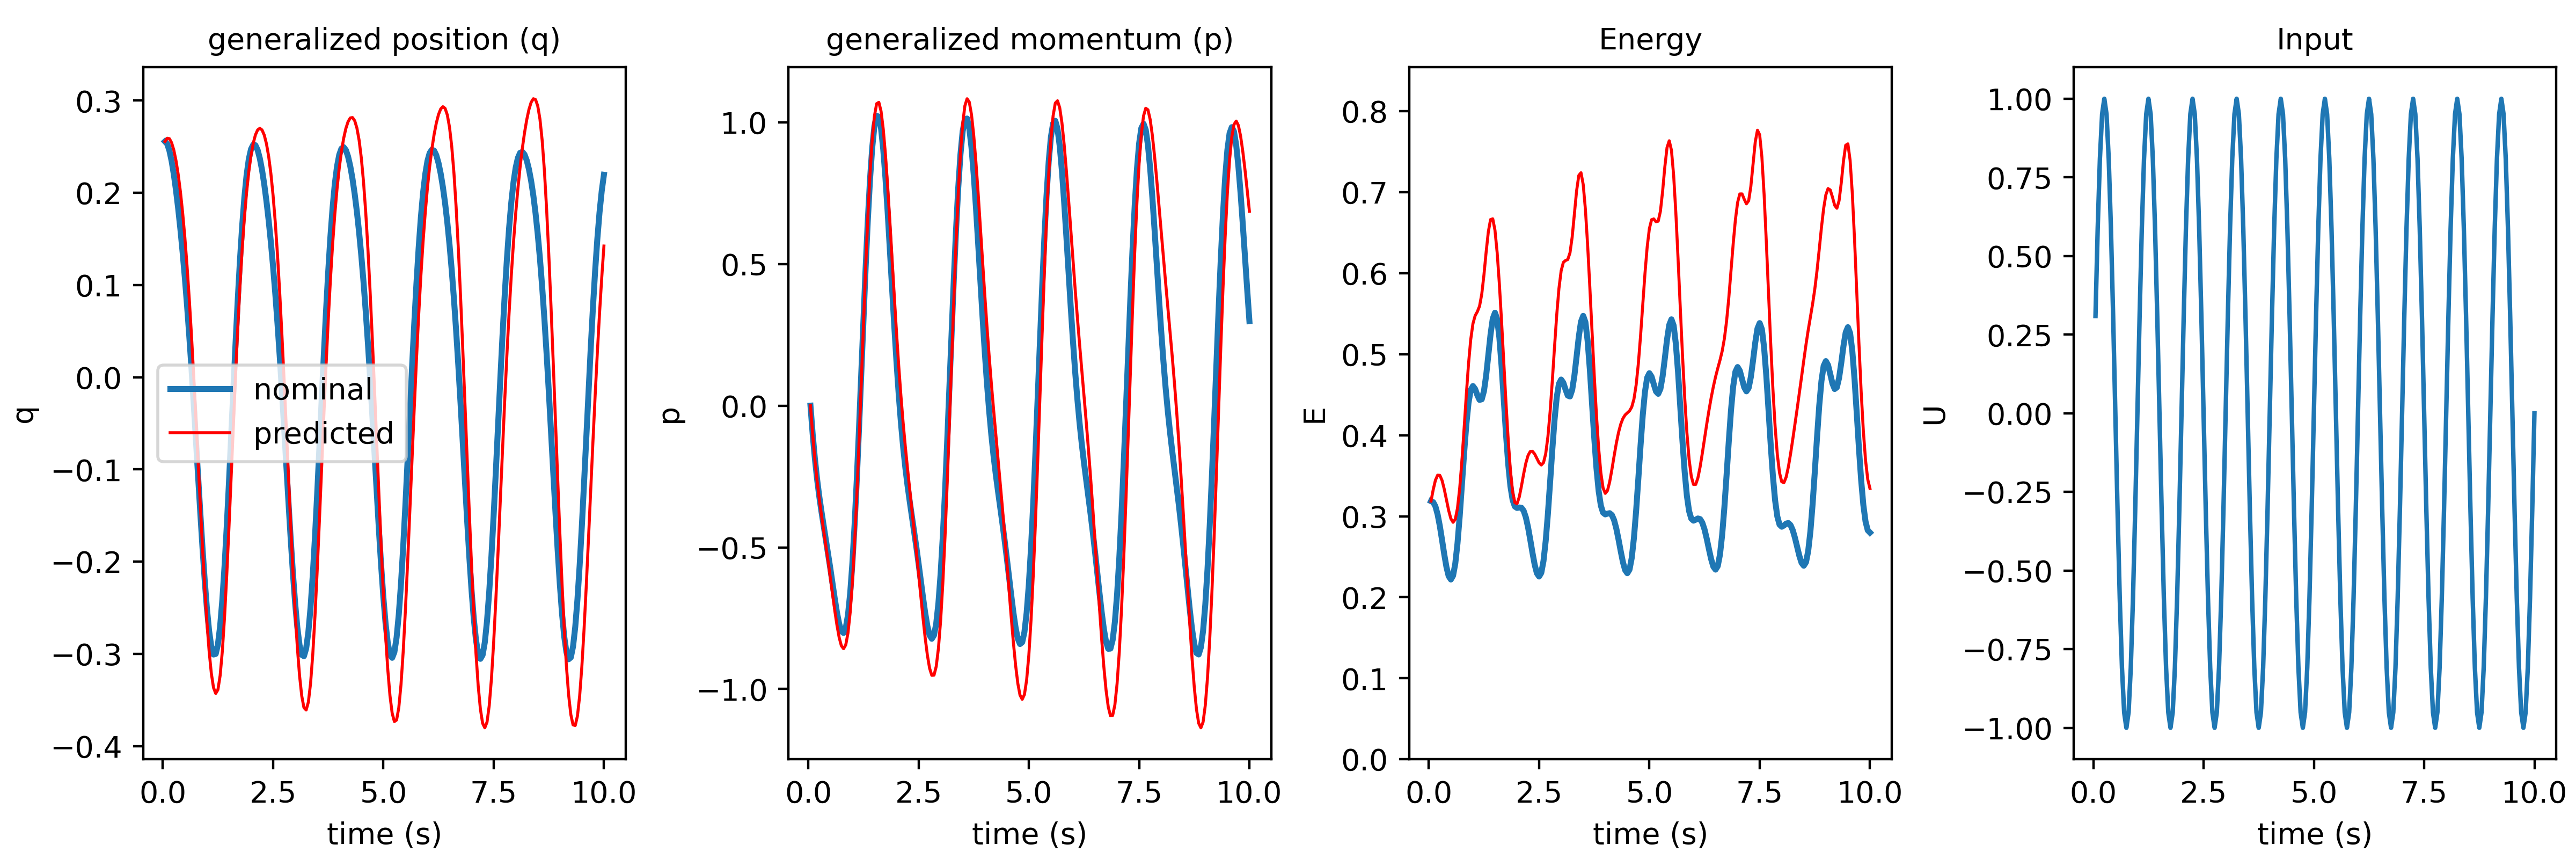 generalized position (q)
q
0.3
0.2
0.1
0.0
−0.1
−0.2
−0.3
−0.4
nominal
predicted
0.0 2.5 5.0 7.5 10.0
time (s)
generalized momentum (p)
p
1.0
0.5
0.0
−0.5
−1.0
0.0 2.5 5.0 7.5 10.0
time (s)
Energy
E
0.8
0.7
0.6
0.5
0.4
0.3
0.2
0.1
0.0
0.0 2.5 5.0 7.5 10.0
time (s)
Input
U
1.00
0.75
0.50
0.25
0.00
−0.25
−0.50
−0.75
−1.00
0.0 2.5 5.0 7.5 10.0
time (s)